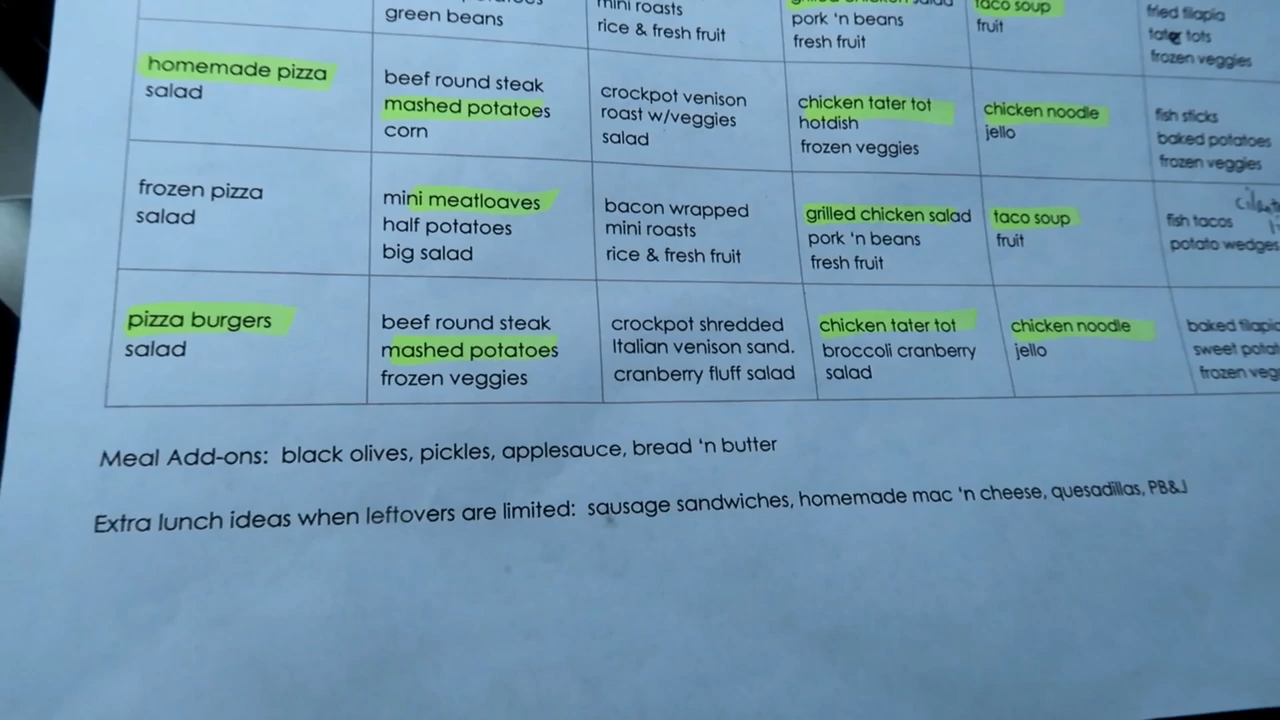 green beans
mini roasts
rice & fresh fruit
pork 'n beans
fresh fruit
taco soup
fruit
fried tilapia
tater tots
frozen veggies
homemade pizza
salad
beef round steak
mashed potatoes
corn
crockpot venison
roast w/veggies
salad
chicken tater tot
hotdish
frozen veggies
chicken noodle
jello
fish sticks
baked potatoes
frozen veggies
frozen pizza
salad
mini meatloaves
half potatoes
big salad
bacon wrapped
mini roasts
rice & fresh fruit
grilled chicken salad
pork 'n beans
fresh fruit
taco soup
fruit
fish tacos
potato wedges
pizza burgers
salad
beef round steak
mashed potatoes
frozen veggies
crockpot shredded
Italian venison sand.
cranberry fluff salad
chicken tater tot
broccoli cranberry
salad
chicken noodle
jello
baked
sweet
frozen
Meal Add-ons: black olives, pickles, applesauce, bread 'n butter
Extra lunch ideas when leftovers are limited: sausage sandwiches, homemade mac 'n cheese, quesadillas, PB&J